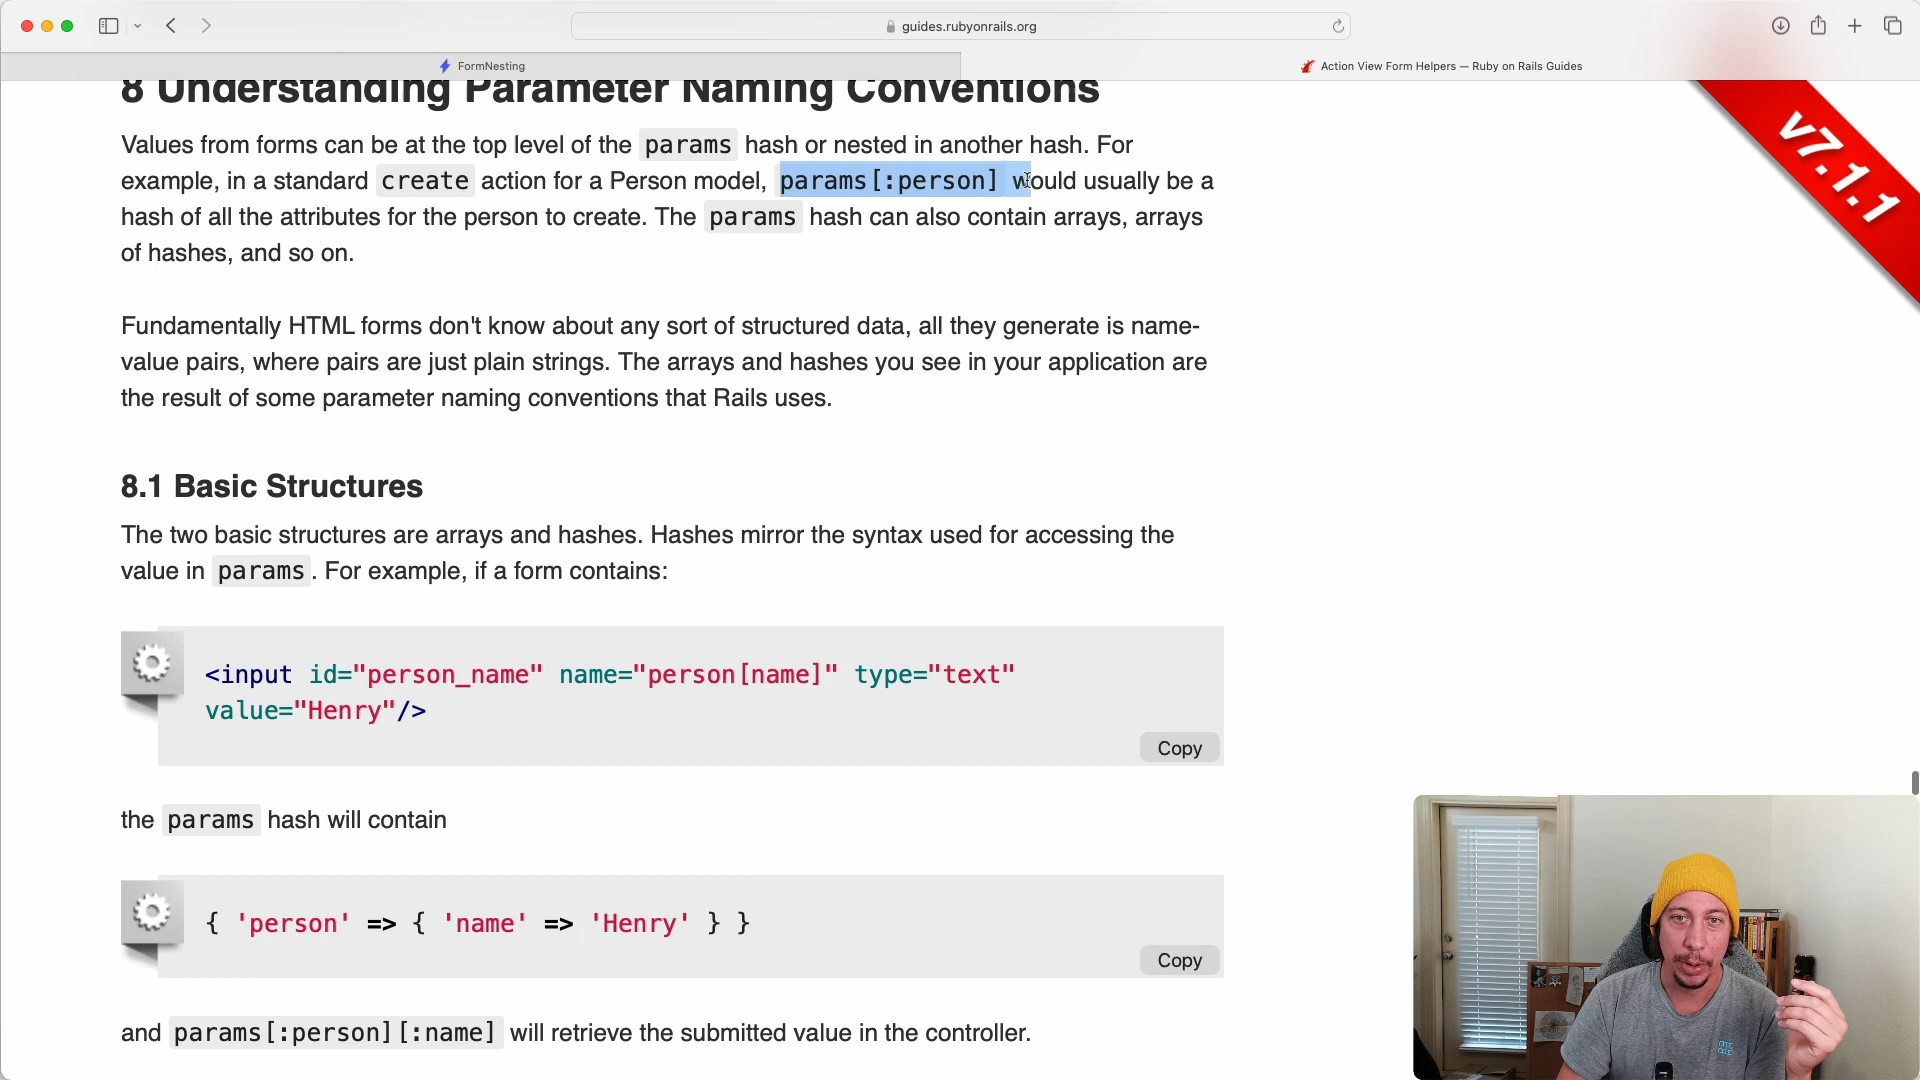 guides.rubyonrails.org
FormNesting
Action View Form Helpers — Ruby on Rails Guides
8 Understanding Parameter Naming Conventions
v7.1.1
Values from forms can be at the top level of the params hash or nested in another hash. For
example, in a standard create action for a Person model, params[:person] would usually be a
hash of all the attributes for the person to create. The params hash can also contain arrays, arrays
of hashes, and so on.
Fundamentally HTML forms don't know about any sort of structured data, all they generate is name-
value pairs, where pairs are just plain strings. The arrays and hashes you see in your application are
the result of some parameter naming conventions that Rails uses.
8.1 Basic Structures
The two basic structures are arrays and hashes. Hashes mirror the syntax used for accessing the
value in params. For example, if a form contains:
<input id="person_name" name="person[name]" type="text"
value="Henry"/>
Copy
the params hash will contain
{ 'person' => { 'name' => 'Henry' } }
Copy
and params[:person][:name] will retrieve the submitted value in the controller.